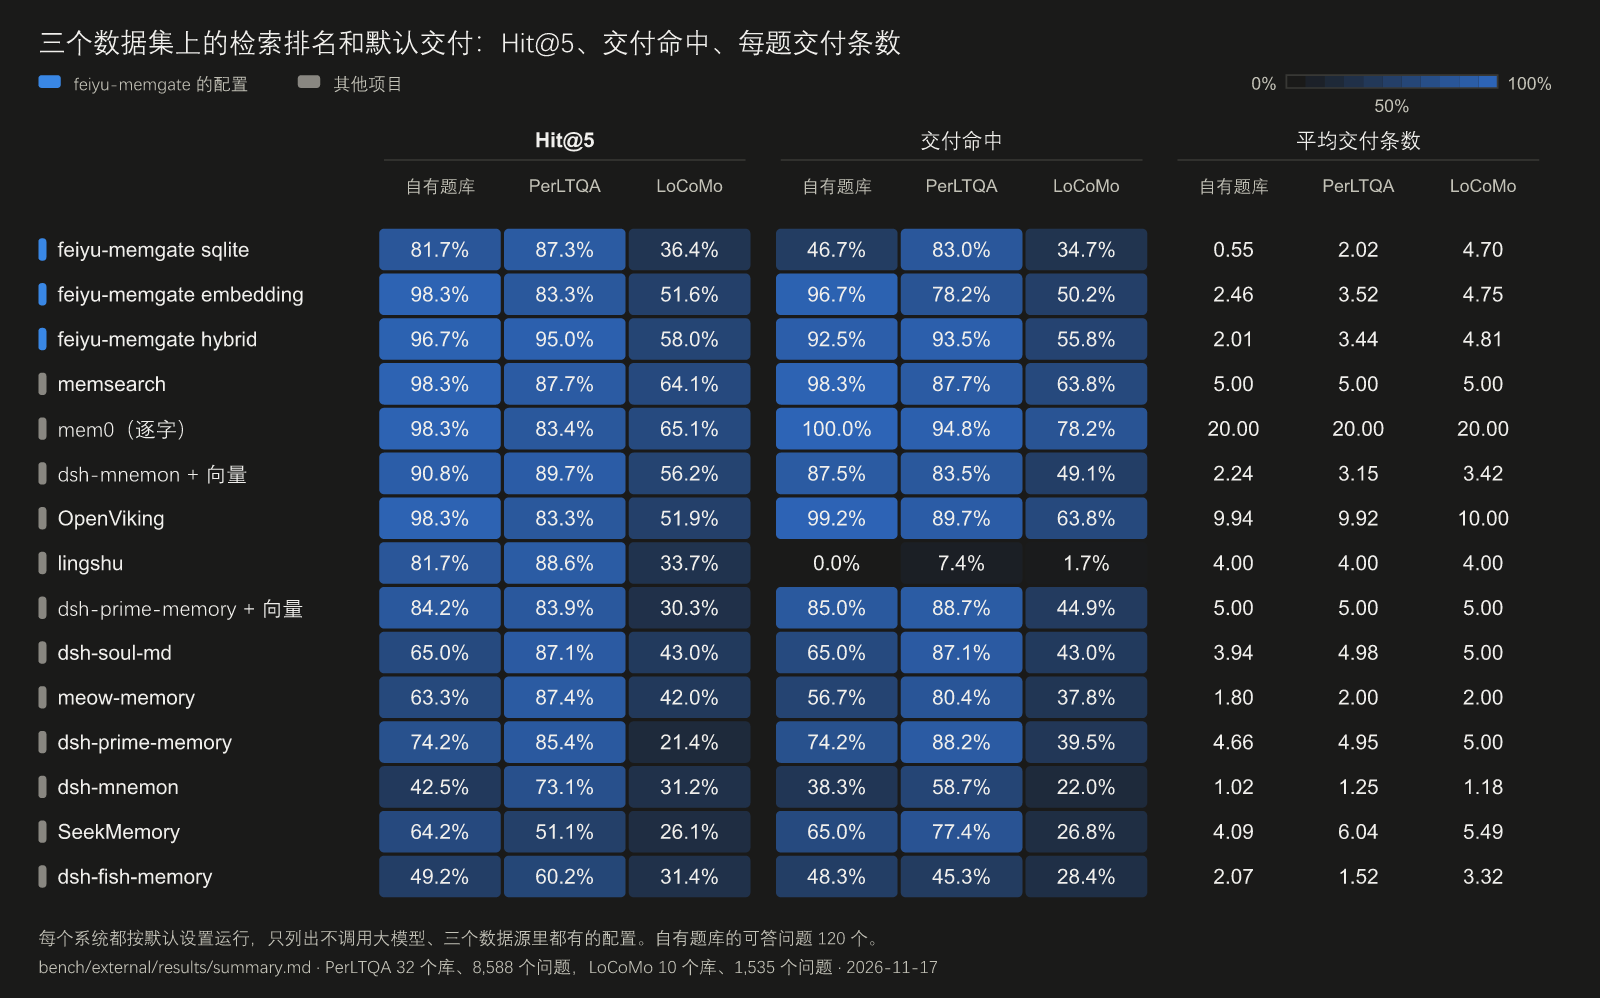 三个数据集上的检索排名和默认交付：Hit@5、交付命中、每题交付条数
feiyu-memgate 的配置 其他项目 0% 100%
50%
Hit@5 交付命中 平均交付条数
自有题库 PerLTQA LoCoMo 自有题库 PerLTQA LoCoMo 自有题库 PerLTQA LoCoMo
feiyu-memgate sqlite 81.7% 87.3% 36.4% 46.7% 83.0% 34.7% 0.55 2.02 4.70
feiyu-memgate embedding 98.3% 83.3% 51.6% 96.7% 78.2% 50.2% 2.46 3.52 4.75
feiyu-memgate hybrid 96.7% 95.0% 58.0% 92.5% 93.5% 55.8% 2.01 3.44 4.81
memsearch 98.3% 87.7% 64.1% 98.3% 87.7% 63.8% 5.00 5.00 5.00
mem0（逐字） 98.3% 83.4% 65.1% 100.0% 94.8% 78.2% 20.00 20.00 20.00
dsh-mnemon + 向量 90.8% 89.7% 56.2% 87.5% 83.5% 49.1% 2.24 3.15 3.42
OpenViking 98.3% 83.3% 51.9% 99.2% 89.7% 63.8% 9.94 9.92 10.00
lingshu 81.7% 88.6% 33.7% 0.0% 7.4% 1.7% 4.00 4.00 4.00
dsh-prime-memory + 向量 84.2% 83.9% 30.3% 85.0% 88.7% 44.9% 5.00 5.00 5.00
dsh-soul-md 65.0% 87.1% 43.0% 65.0% 87.1% 43.0% 3.94 4.98 5.00
meow-memory 63.3% 87.4% 42.0% 56.7% 80.4% 37.8% 1.80 2.00 2.00
dsh-prime-memory 74.2% 85.4% 21.4% 74.2% 88.2% 39.5% 4.66 4.95 5.00
dsh-mnemon 42.5% 73.1% 31.2% 38.3% 58.7% 22.0% 1.02 1.25 1.18
SeekMemory 64.2% 51.1% 26.1% 65.0% 77.4% 26.8% 4.09 6.04 5.49
dsh-fish-memory 49.2% 60.2% 31.4% 48.3% 45.3% 28.4% 2.07 1.52 3.32
每个系统都按默认设置运行，只列出不调用大模型、三个数据源里都有的配置。自有题库的可答问题 120 个。
bench/external/results/summary.md · PerLTQA 32 个库、8,588 个问题，LoCoMo 10 个库、1,535 个问题 · 2026-11-17